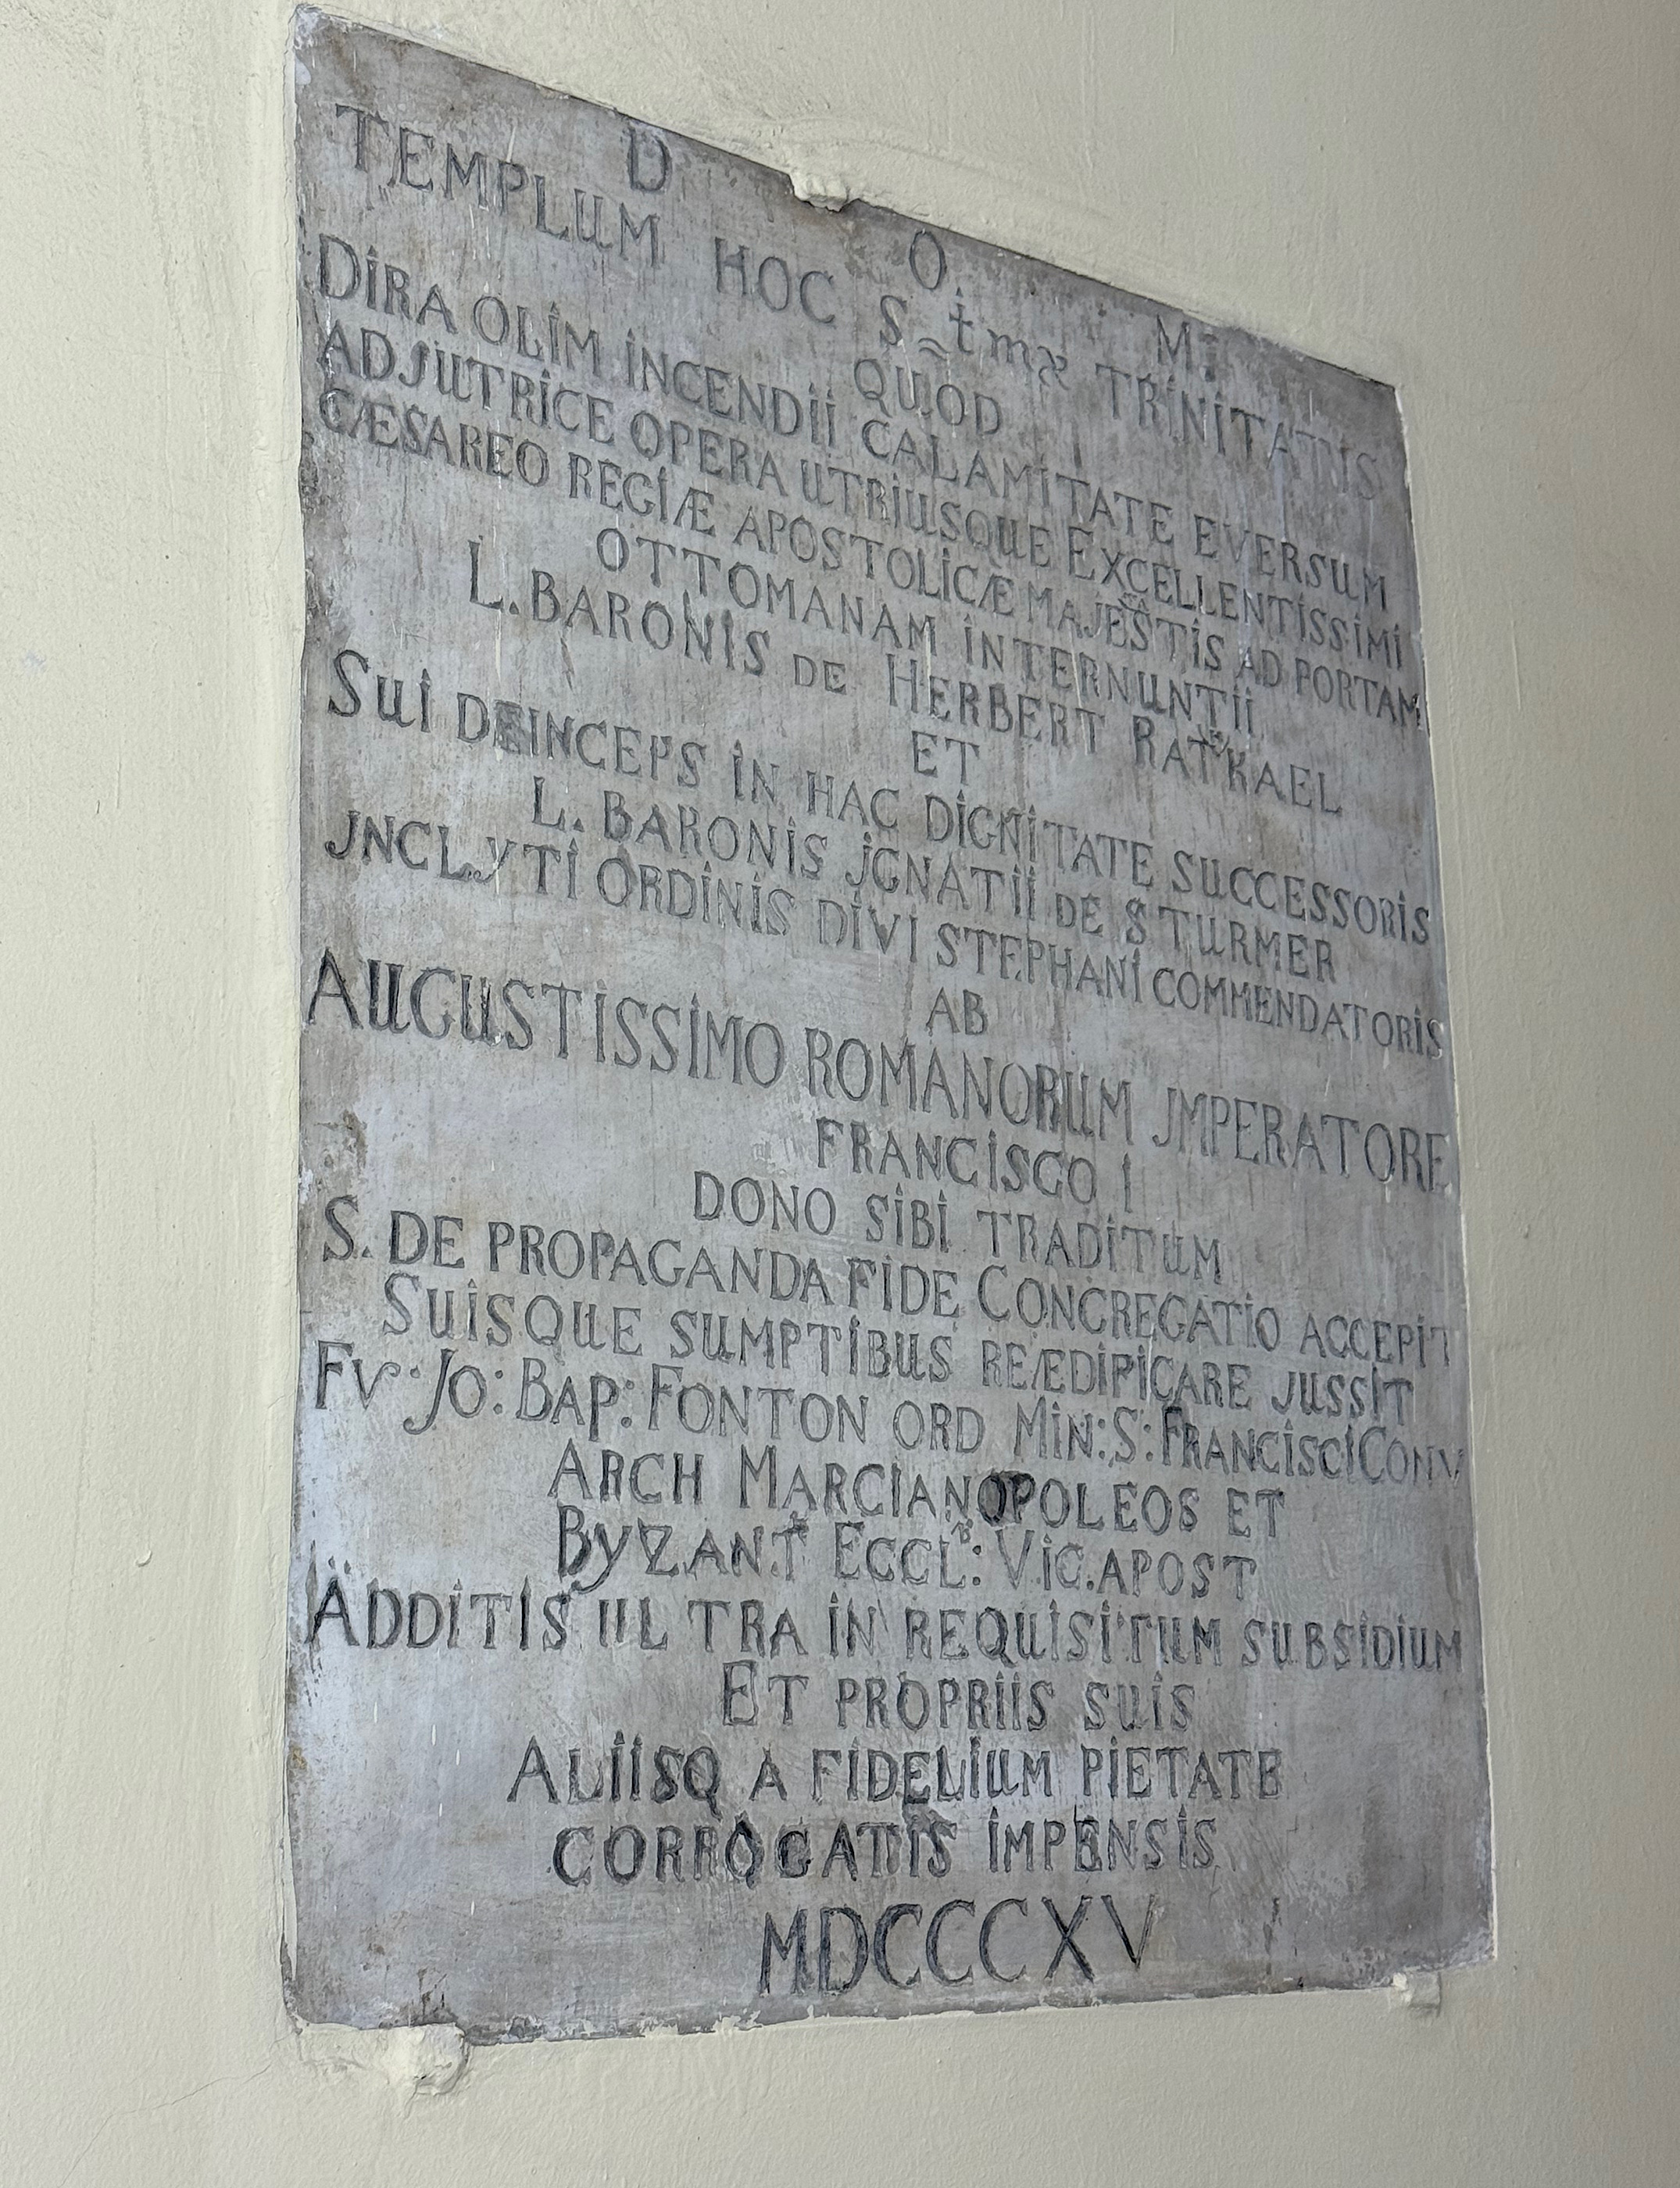 D O. M.
TEMPLUM HOC S~tmæ TRINITATIS
QUOD
DIRA OLIM INCENDII CALAMITATE EVERSUM
ADJUTRICE OPERA UTRIUSQUE EXCELLENTISSIMI
CÆSAREO REGIÆ APOSTOLICÆ MAJESTATIS AD PORTAM
OTTOMANAM INTERNUNTII
L. BARONIS DE HERBERT RATHKAEL
ET
SUI DEINCEPS IN HAC DIGNITATE SUCCESSORIS
L. BARONIS JGNATII DE STURMER
JNCLYTI ORDINIS DIVI STEPHANI COMMENDATORIS
AB
AUGUSTISSIMO ROMANORUM JMPERATORE
FRANCISCO I
DONO SIBI TRADITUM
S. DE PROPAGANDA FIDE CONGREGATIO ACCEPIT
SUISQUE SUMPTIBUS REÆDIFICARE JUSSIT
Fr: JO: BAP: FONTON ORD MIN: S: FRANCISCI CONV
ARCH MARCIANOPOLEOS ET
ByZANT ECCL: VIC. APOST
ADDITIS ULTRA IN REQUISITUM SUBSIDIUM
ET PROPRIIS SUIS
ALIISQ A FIDELIUM PIETATE
CORROGATIS IMPENSIS
MDCCCXV